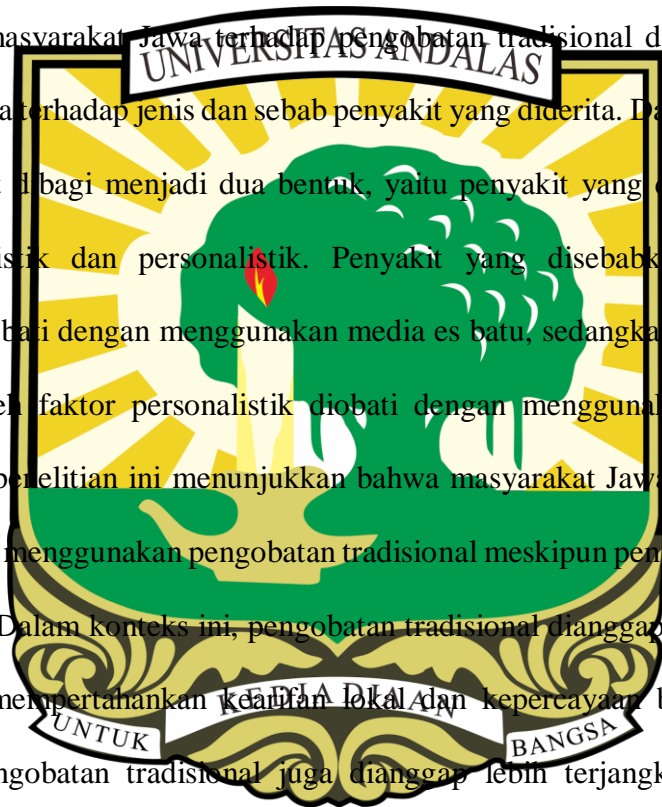 masyarakat Jawa terhadap pengobatan tradisional d
UNIVERSITAS ANDALAS
a terhadap jenis dan sebab penyakit yang diderita. Da
dibagi menjadi dua bentuk, yaitu penyakit yang
istik dan personalistik. Penyakit yang disebabk
bati dengan menggunakan media es batu, sedangka
eh faktor personalistik diobati dengan menggunal
penelitian ini menunjukkan bahwa masyarakat Jawa
menggunakan pengobatan tradisional meskipun pen
Dalam konteks ini, pengobatan tradisional dianggap
mempertahankan kearifan lokal dan kepercayaan b
UNTUK KEDJAJAAN BANGSA
ngobatan tradisional juga dianggap lebih terjangk